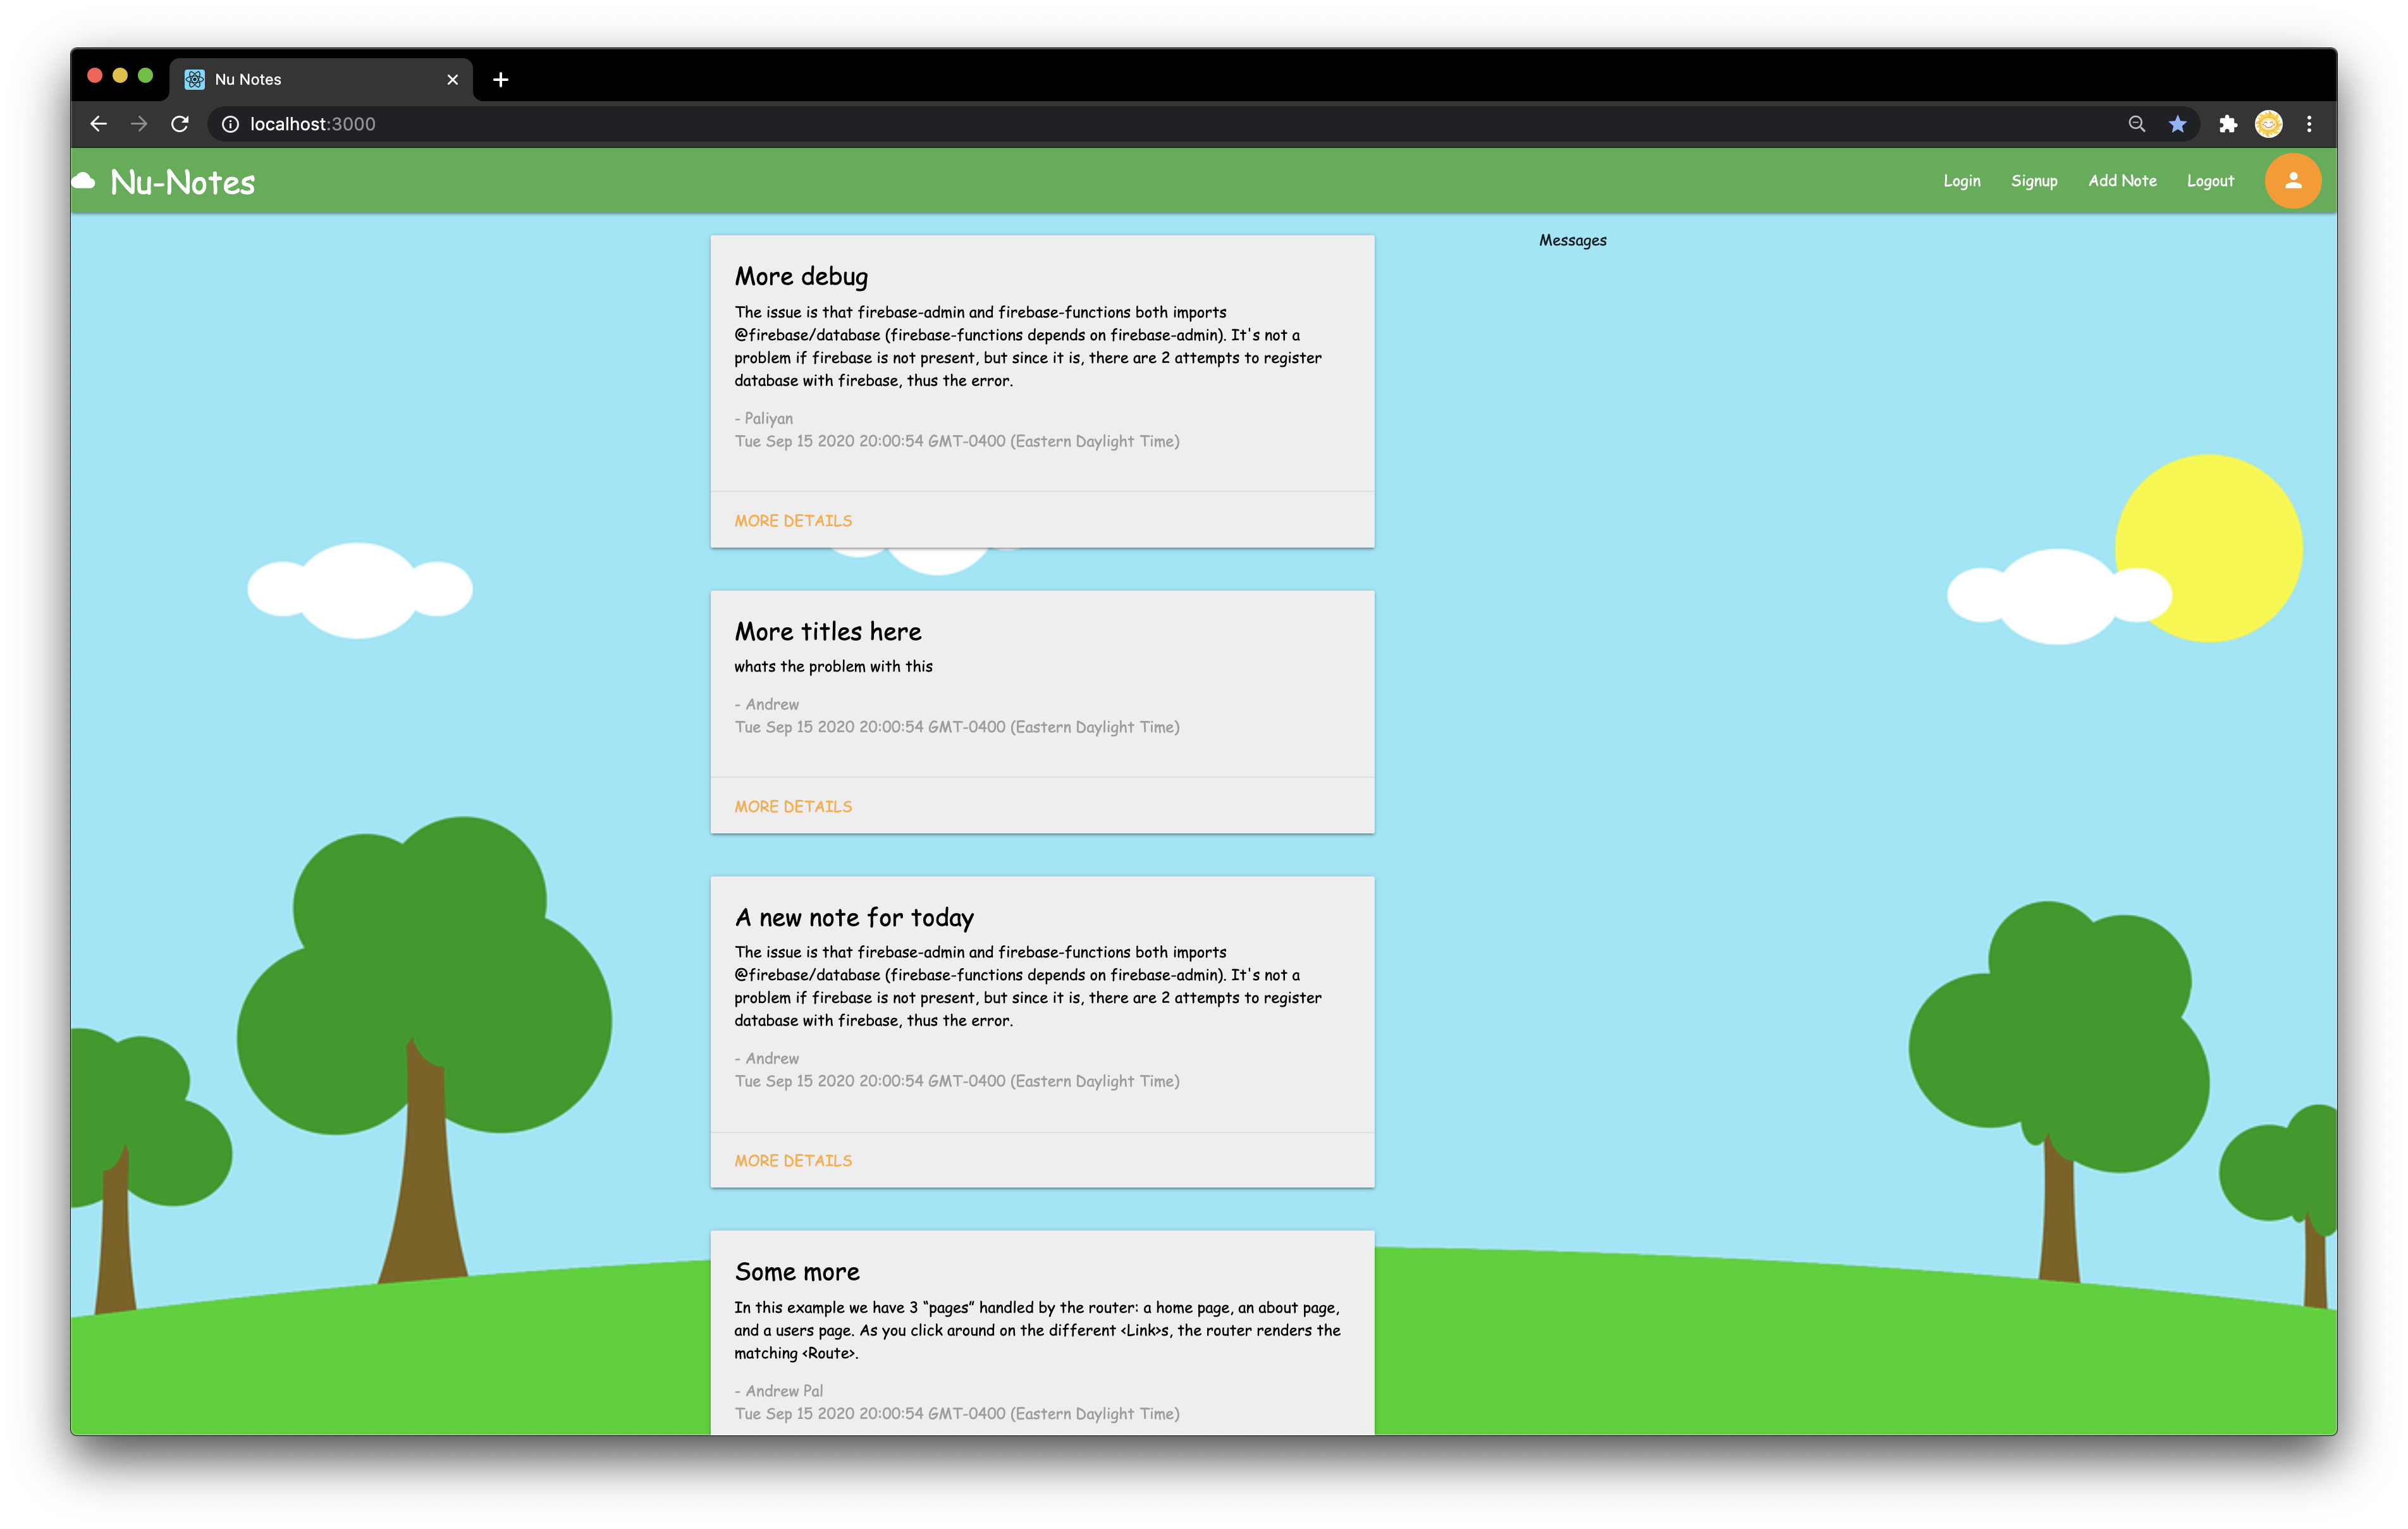 Nu Notes
localhost:3000
Nu-Notes
Login Signup Add Note Logout
Messages
More debug
The issue is that firebase-admin and firebase-functions both imports
@firebase/database (firebase-functions depends on firebase-admin). It's not a
problem if firebase is not present, but since it is, there are 2 attempts to register
database with firebase, thus the error.
- Paliyan
Tue Sep 15 2020 20:00:54 GMT-0400 (Eastern Daylight Time)
MORE DETAILS
More titles here
whats the problem with this
- Andrew
Tue Sep 15 2020 20:00:54 GMT-0400 (Eastern Daylight Time)
MORE DETAILS
A new note for today
The issue is that firebase-admin and firebase-functions both imports
@firebase/database (firebase-functions depends on firebase-admin). It's not a
problem if firebase is not present, but since it is, there are 2 attempts to register
database with firebase, thus the error.
- Andrew
Tue Sep 15 2020 20:00:54 GMT-0400 (Eastern Daylight Time)
MORE DETAILS
Some more
In this example we have 3 “pages” handled by the router: a home page, an about page,
and a users page. As you click around on the different <Link>s, the router renders the
matching <Route>.
- Andrew Pal
Tue Sep 15 2020 20:00:54 GMT-0400 (Eastern Daylight Time)